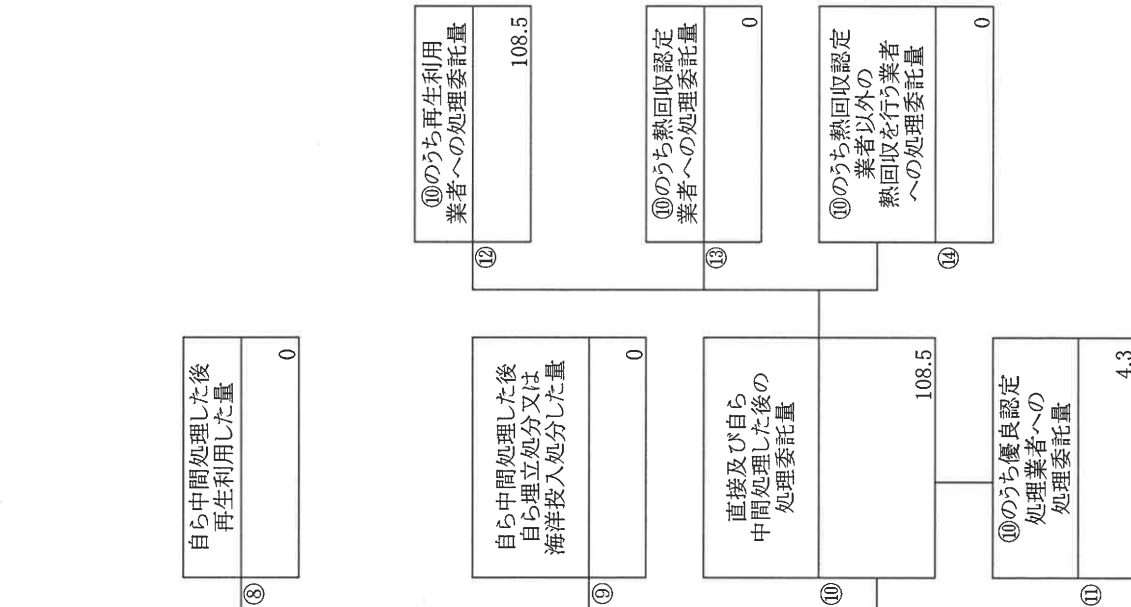 自ら中間処理した後
再生利用した量
⑧
0
自ら中間処理した後
自ら埋立処分又は
海洋投入処分した量
⑨
0
直接及び自ら
中間処理した後の
処理委託量
⑩
108.5
⑩のうち優良認定
処理業者への
処理委託量
⑪
4.3
⑩のうち再生利用
業者への処理委託量
⑫
108.5
⑩のうち熱回収認定
業者への処理委託量
⑬
0
⑩のうち熱回収認定
業者以外の
熱回収を行う業者
への処理委託量
⑭
0